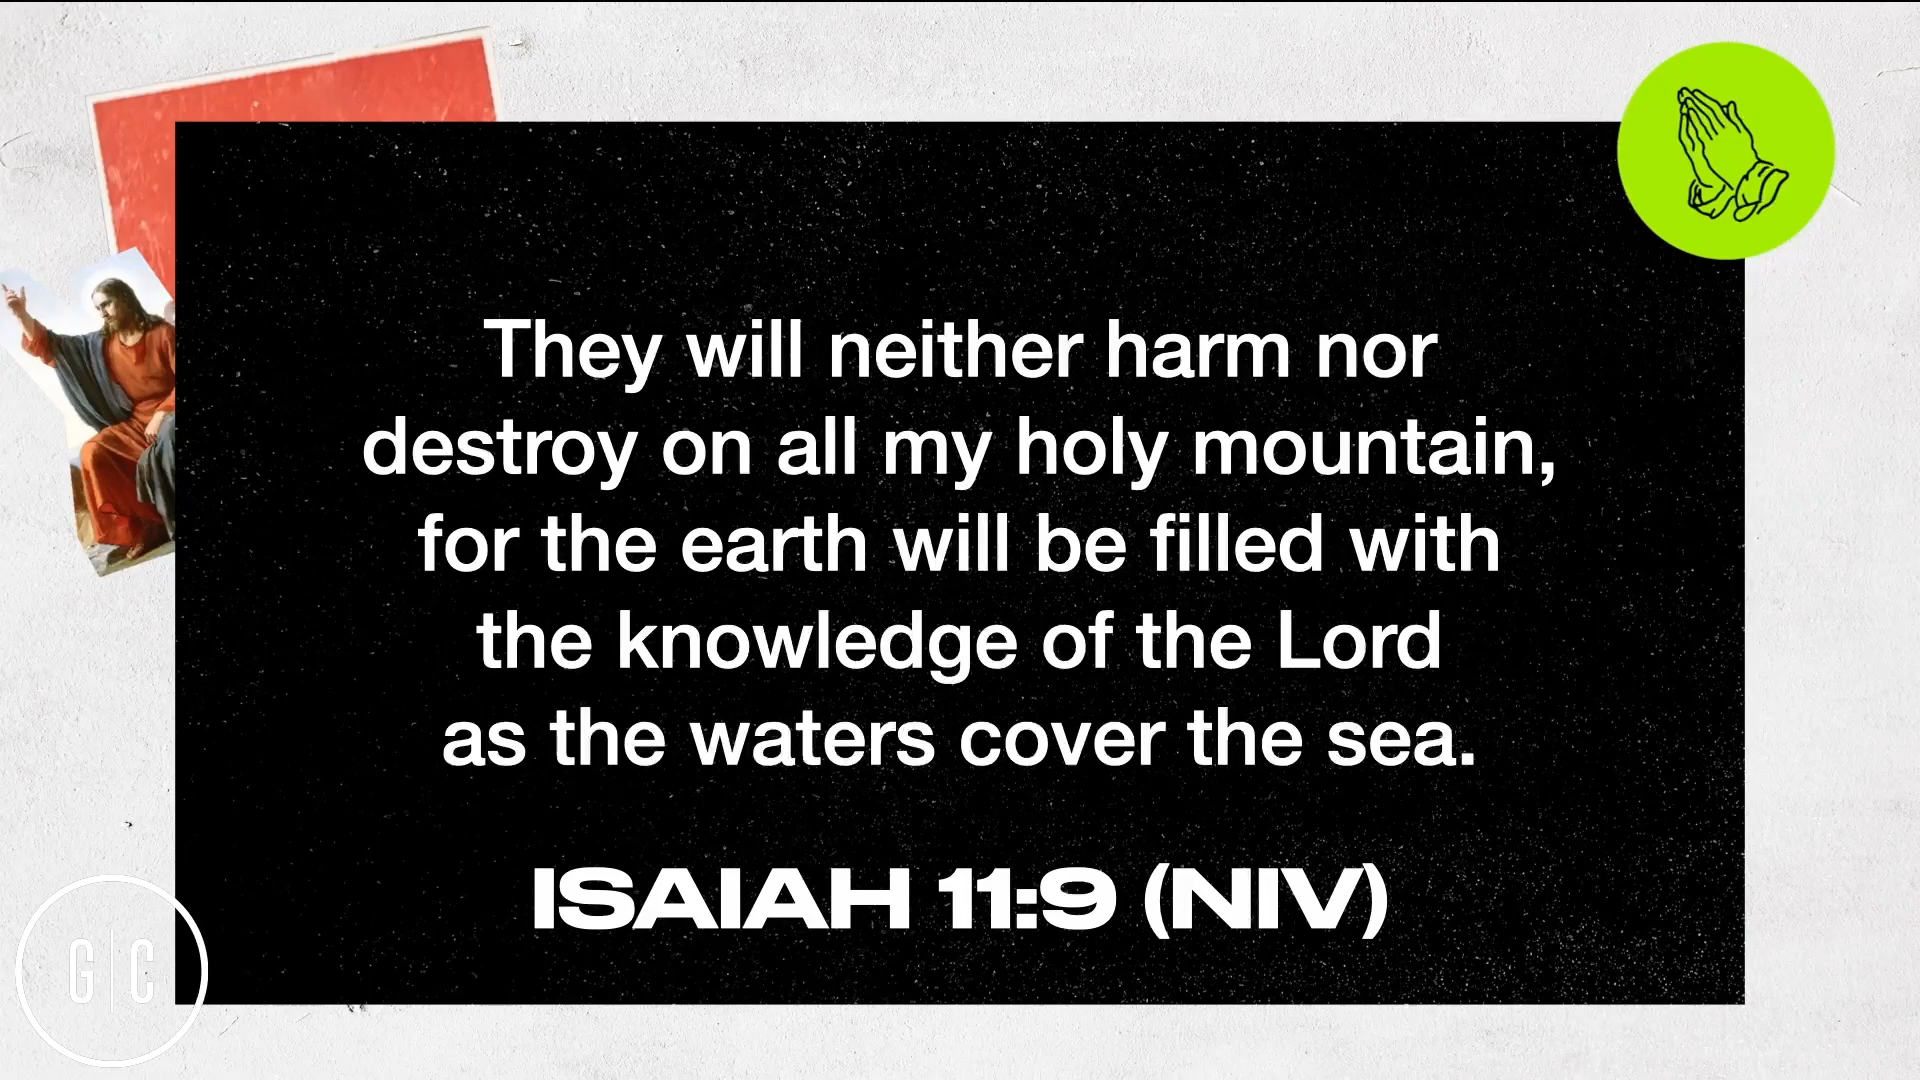 They will neither harm nor
destroy on all my holy mountain,
for the earth will be filled with
the knowledge of the Lord
as the waters cover the sea.
ISAIAH 11:9 (NIV)
G|C